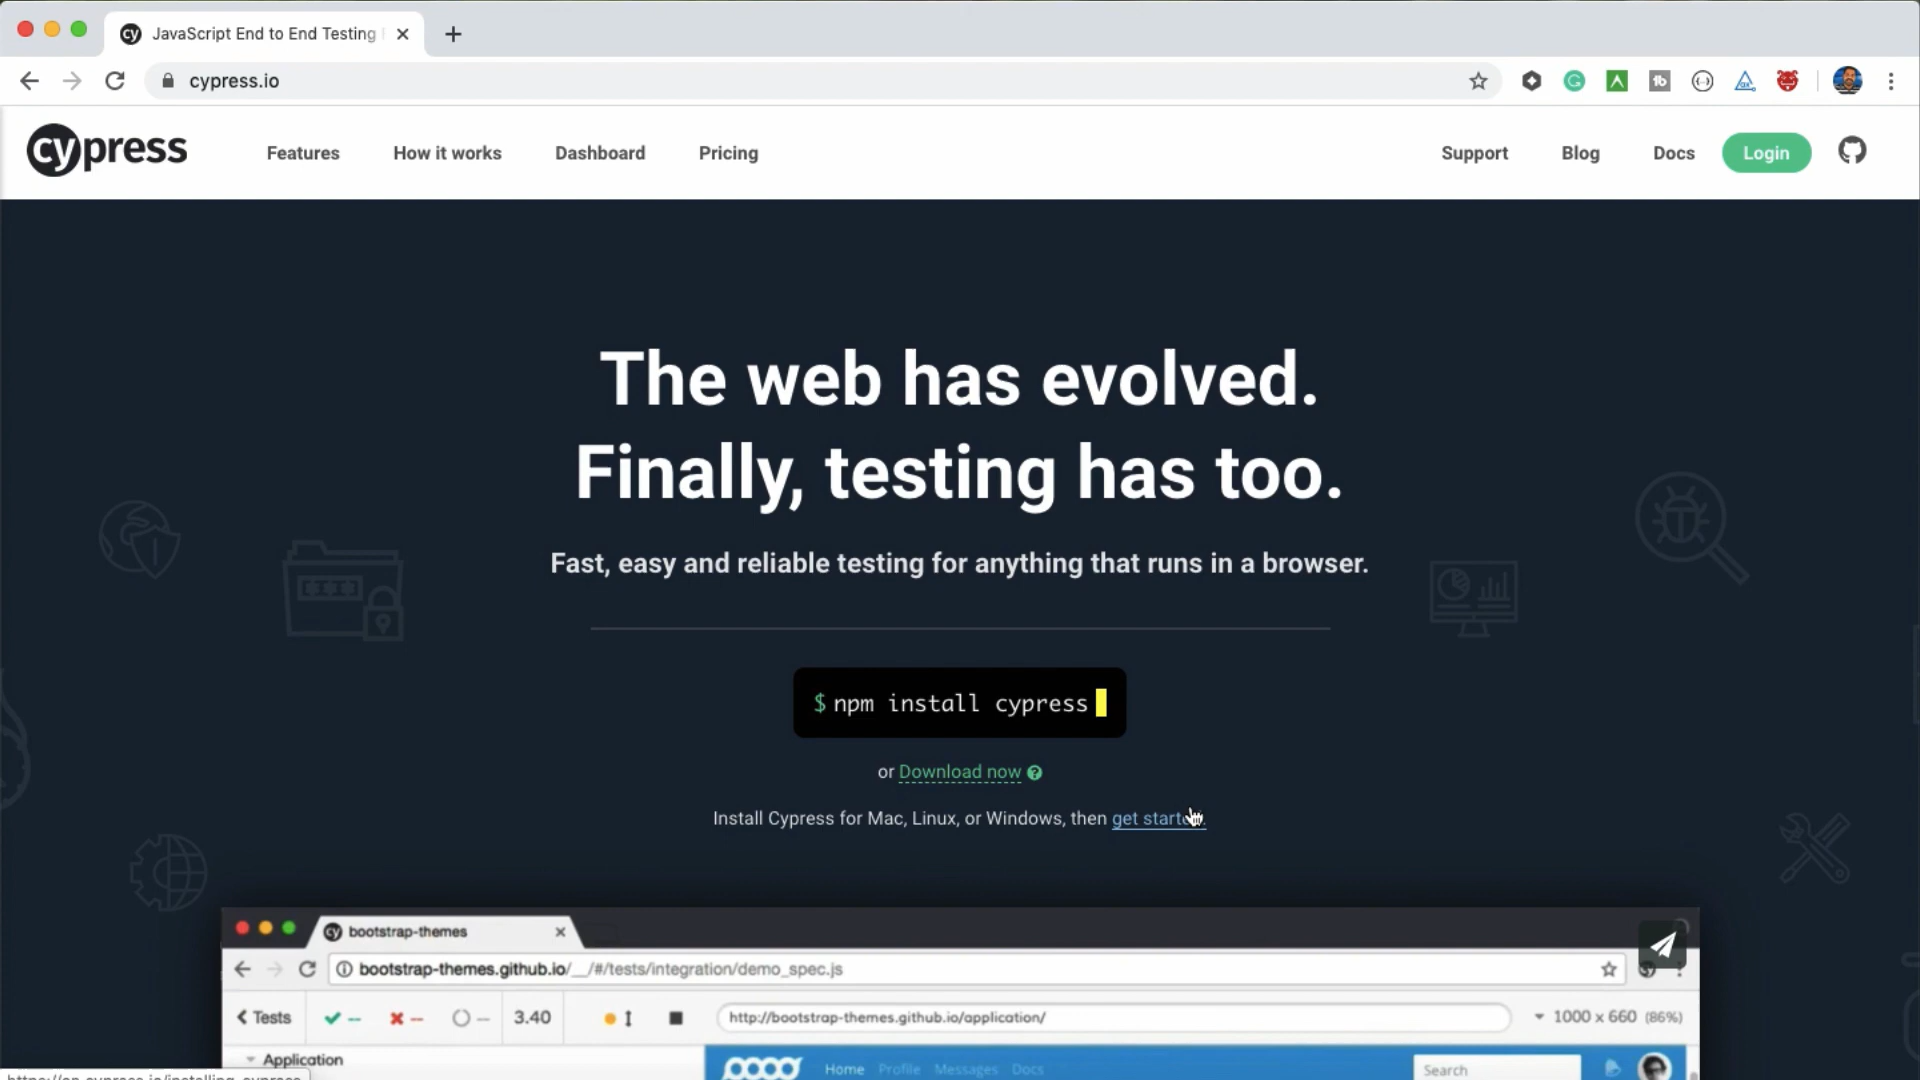 JavaScript End to End Testing
cypress.io
cypress
Features
How it works
Dashboard
Pricing
Support
Blog
Docs
Login
The web has evolved.
Finally, testing has too.
Fast, easy and reliable testing for anything that runs in a browser.
$ npm install cypress
or Download now
Install Cypress for Mac, Linux, or Windows, then get started.
bootstrap-themes
bootstrap-themes.github.io/__/#/tests/integration/demo_spec.js
< Tests
✔ --
✖ --
--
3.40
http://bootstrap-themes.github.io/application/
1000 x 660 (86%)
Application
Home
Profile
Messages
Docs
Search